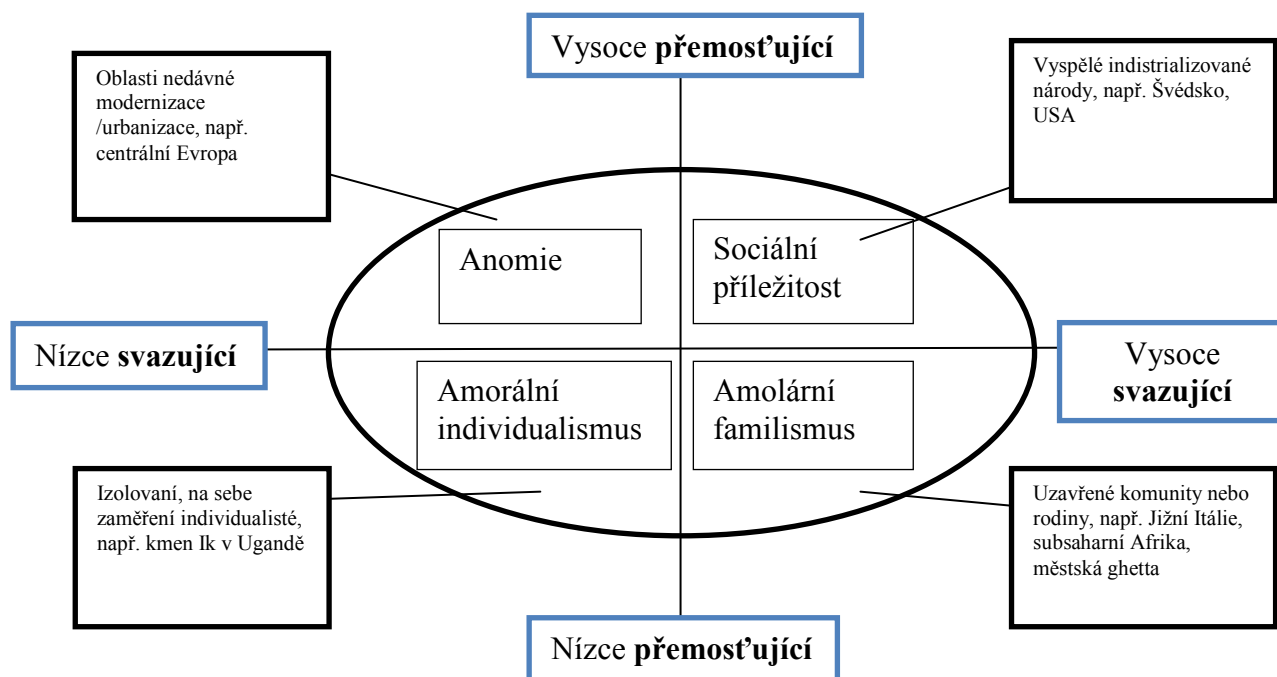 Vysoce přemosťující
Oblasti nedávné
modernizace
/urbanizace, např.
centrální Evropa
Vyspělé indistrializované
národy, např. Švédsko,
USA
Anomie
Sociální
příležitost
Nízce svazující
Vysoce
svazující
Amorální
individualismus
Amolární
familismus
Izolovaní, na sebe
zaměření individualisté,
např. kmen Ik v Ugandě
Uzavřené komunity nebo
rodiny, např. Jižní Itálie,
subsaharní Afrika,
městská ghetta
Nízce přemosťující